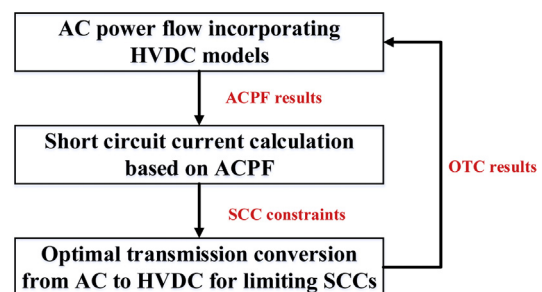 AC power flow incorporating
HVDC models
ACPF results
Short circuit current calculation
based on ACPF
OTC results
SCC constraints
Optimal transmission conversion
from AC to HVDC for limiting SCCs